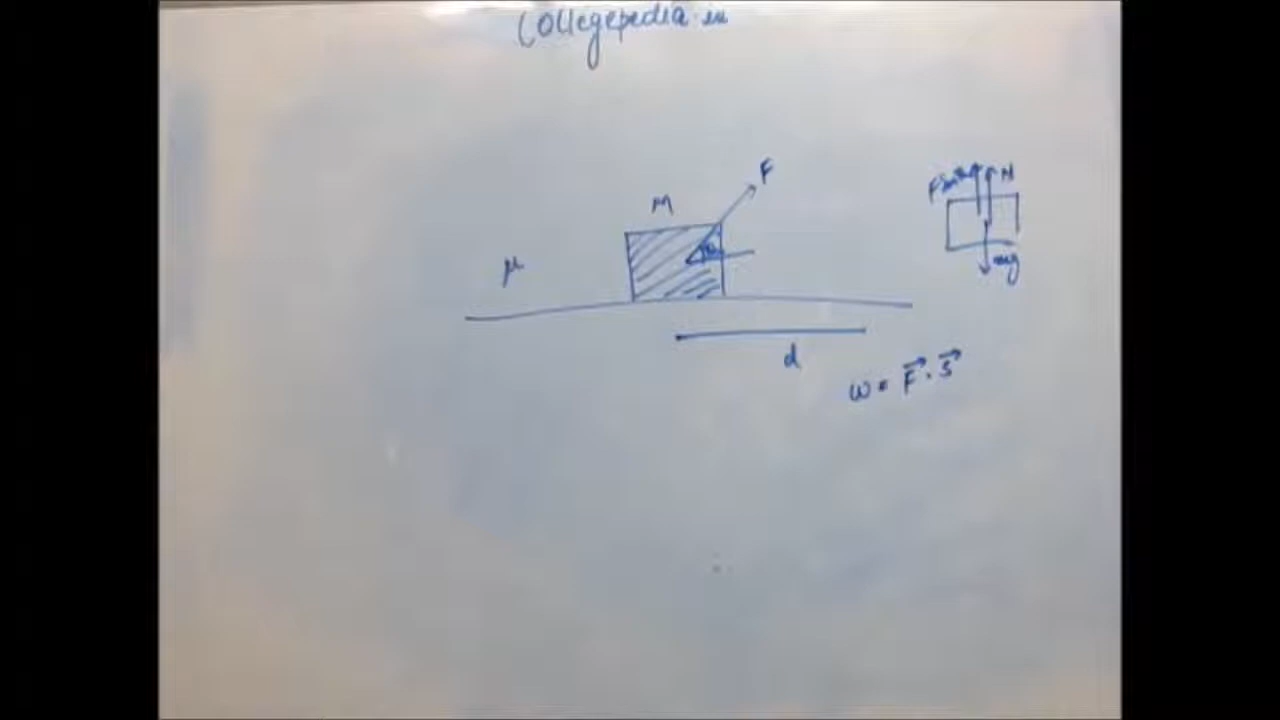 Collegepedia.in
F
M
N
μ
mg
d
W = F⃗ . S⃗